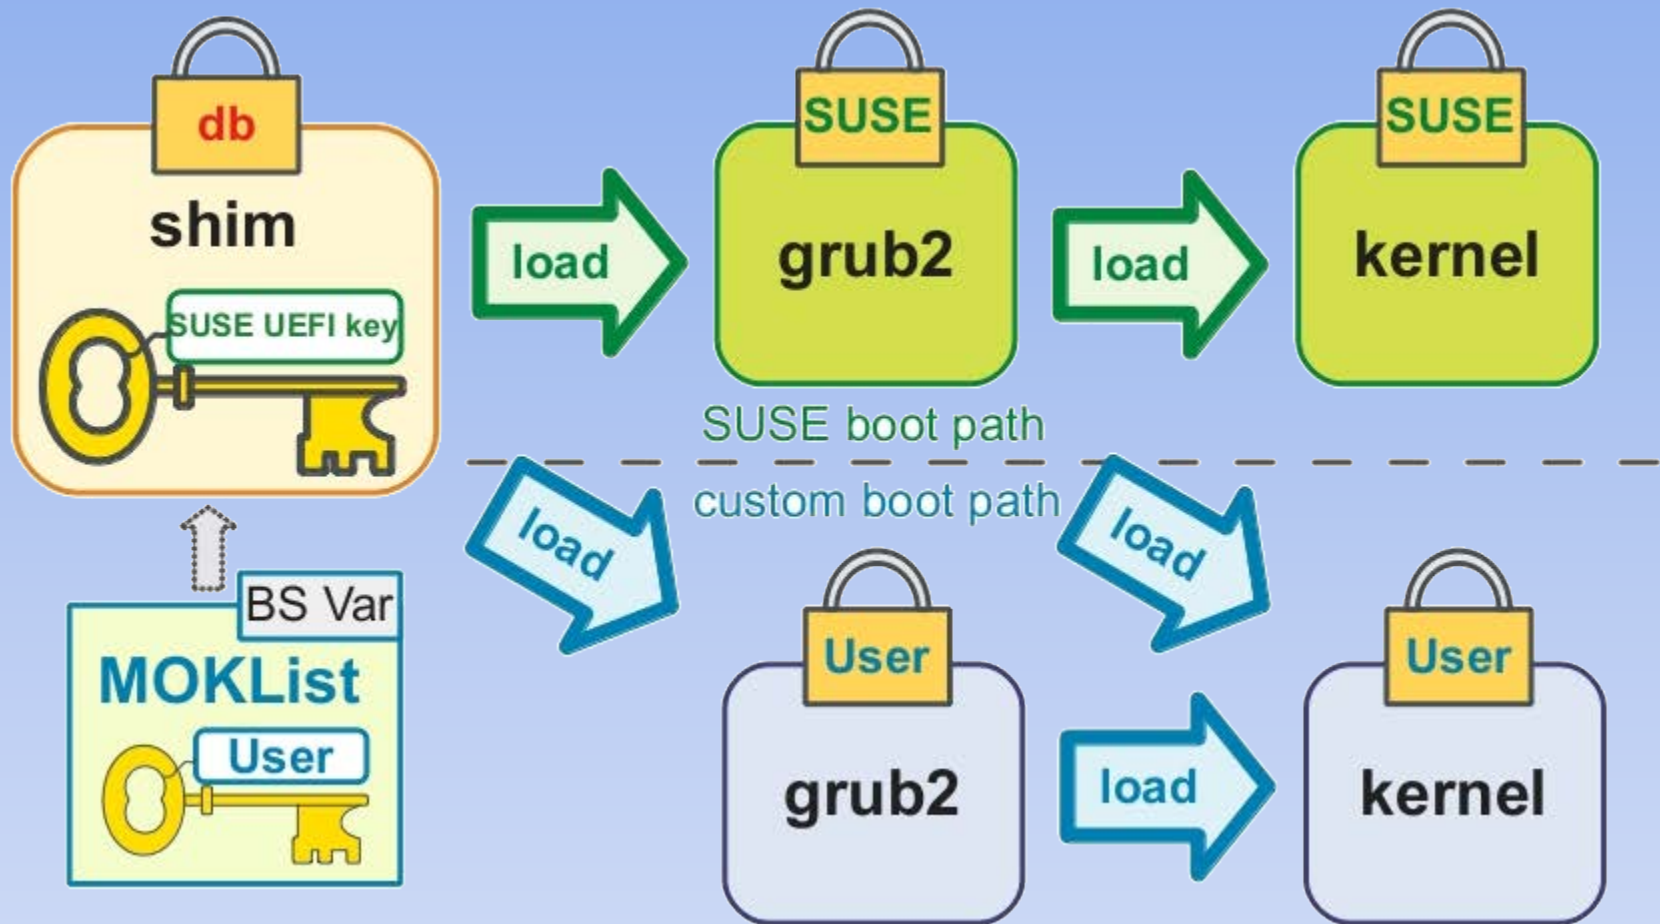 db
SUSE
SUSE
shim
load
grub2
load
kernel
SUSE UEFI key
SUSE boot path
custom boot path
load
load
BS Var
MOKList
User
User
User
grub2
load
kernel